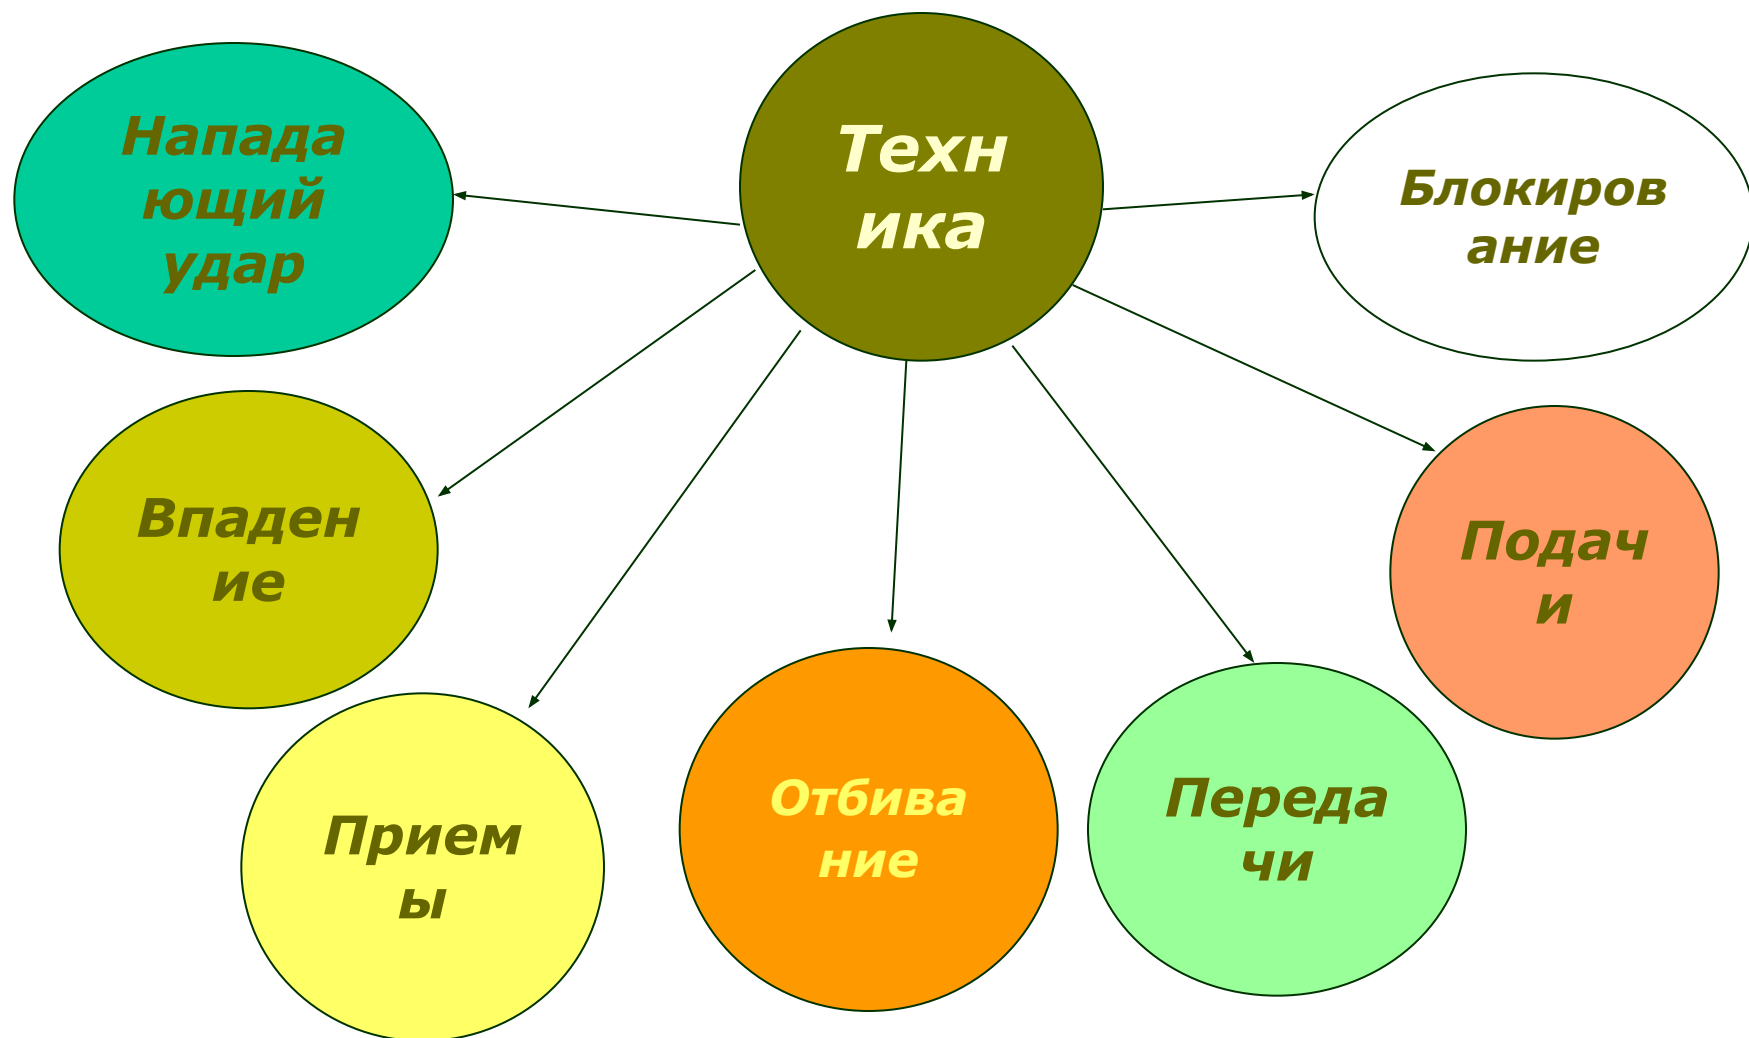 Техн
ика
Напада
ющий
удар
Блокиров
ание
Впаден
ие
Подач
и
Прием
ы
Отбива
ние
Переда
чи